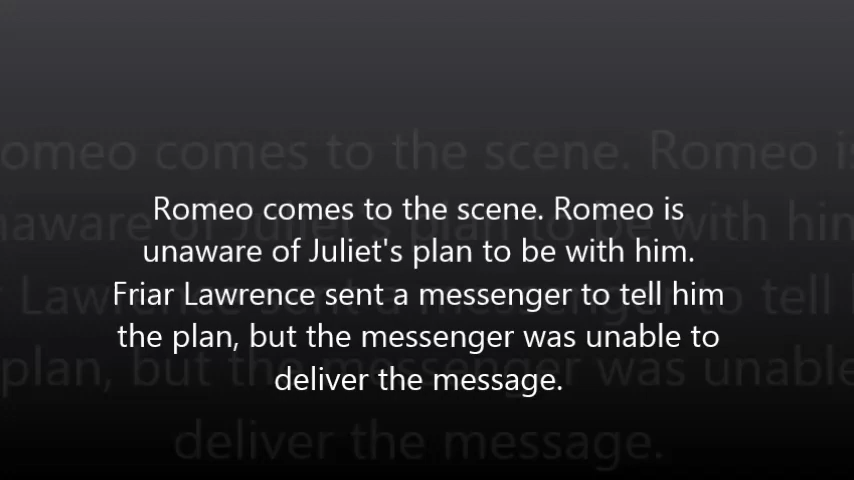 Romeo comes to the scene. Romeo is
unaware of Juliet's plan to be with him.
Friar Lawrence sent a messenger to tell him
the plan, but the messenger was unable to
deliver the message.